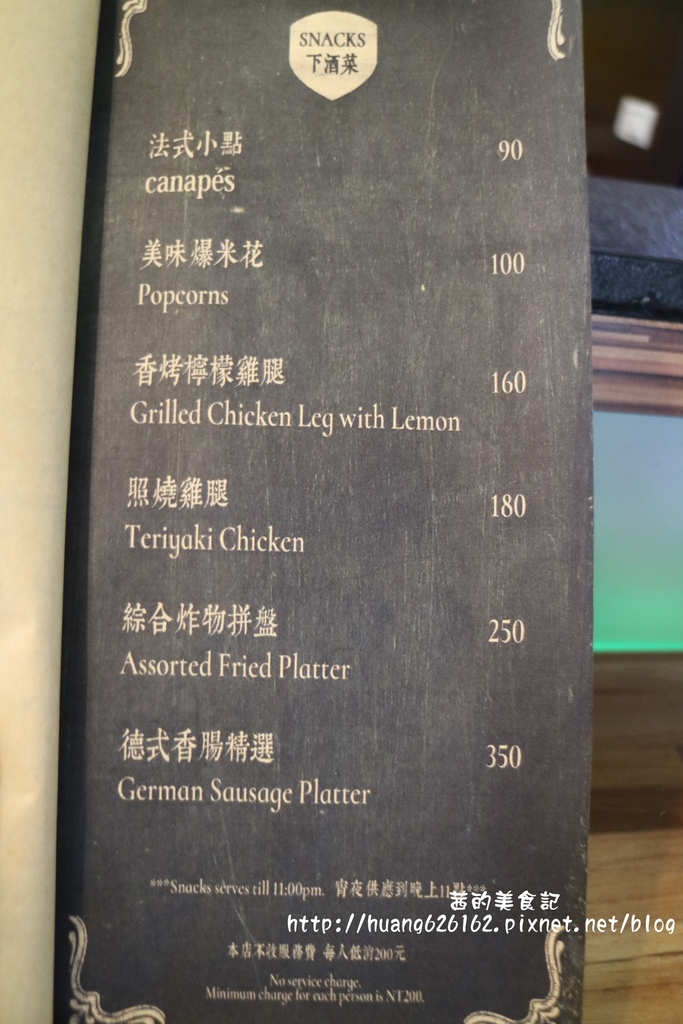 SNACKS
下酒菜
法式小點 90
canapés
美味爆米花 100
Popcorns
香烤檸檬雞腿 160
Grilled Chicken Leg with Lemon
照燒雞腿 180
Teriyaki Chicken
綜合炸物拼盤 250
Assorted Fried Platter
德式香腸精選 350
German Sausage Platter
***Snacks serves till 11:00pm. 宵夜供應到晚上11點***
茜的美食記
http://huang626162.pixnet.net/blog
本店不收服務費 每人低消200元
No service charge.
Minimum charge for each person is NT200.